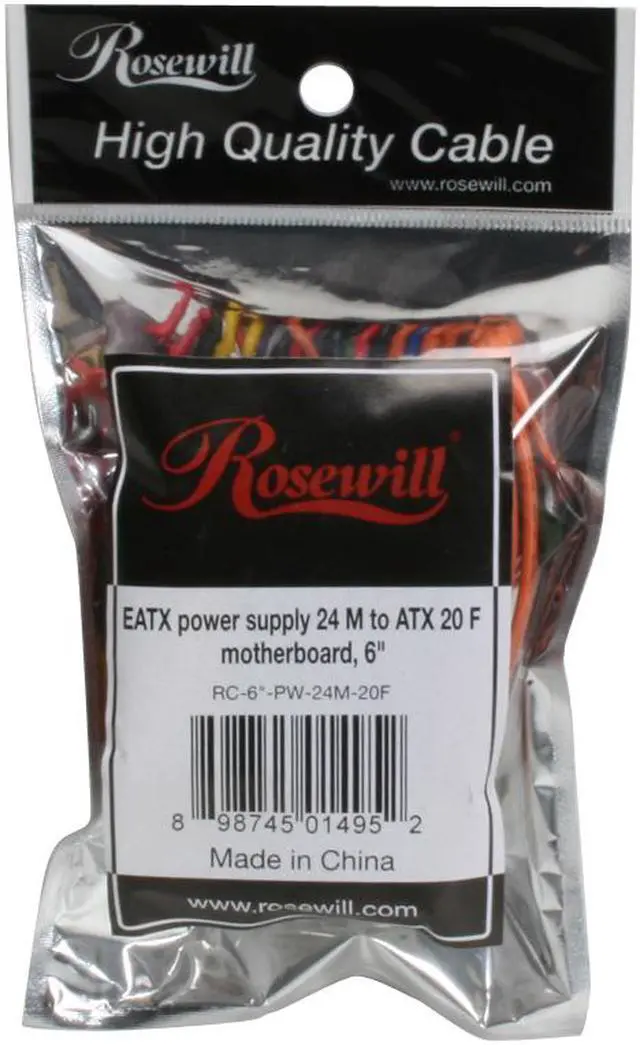 Rosewill
High Quality Cable
www.rosewill.com
Rosewill®
EATX power supply 24 M to ATX 20 F
motherboard, 6"
RC-6"-PW-24M-20F
8 98745 01495 2
Made in China
www.rosewill.com